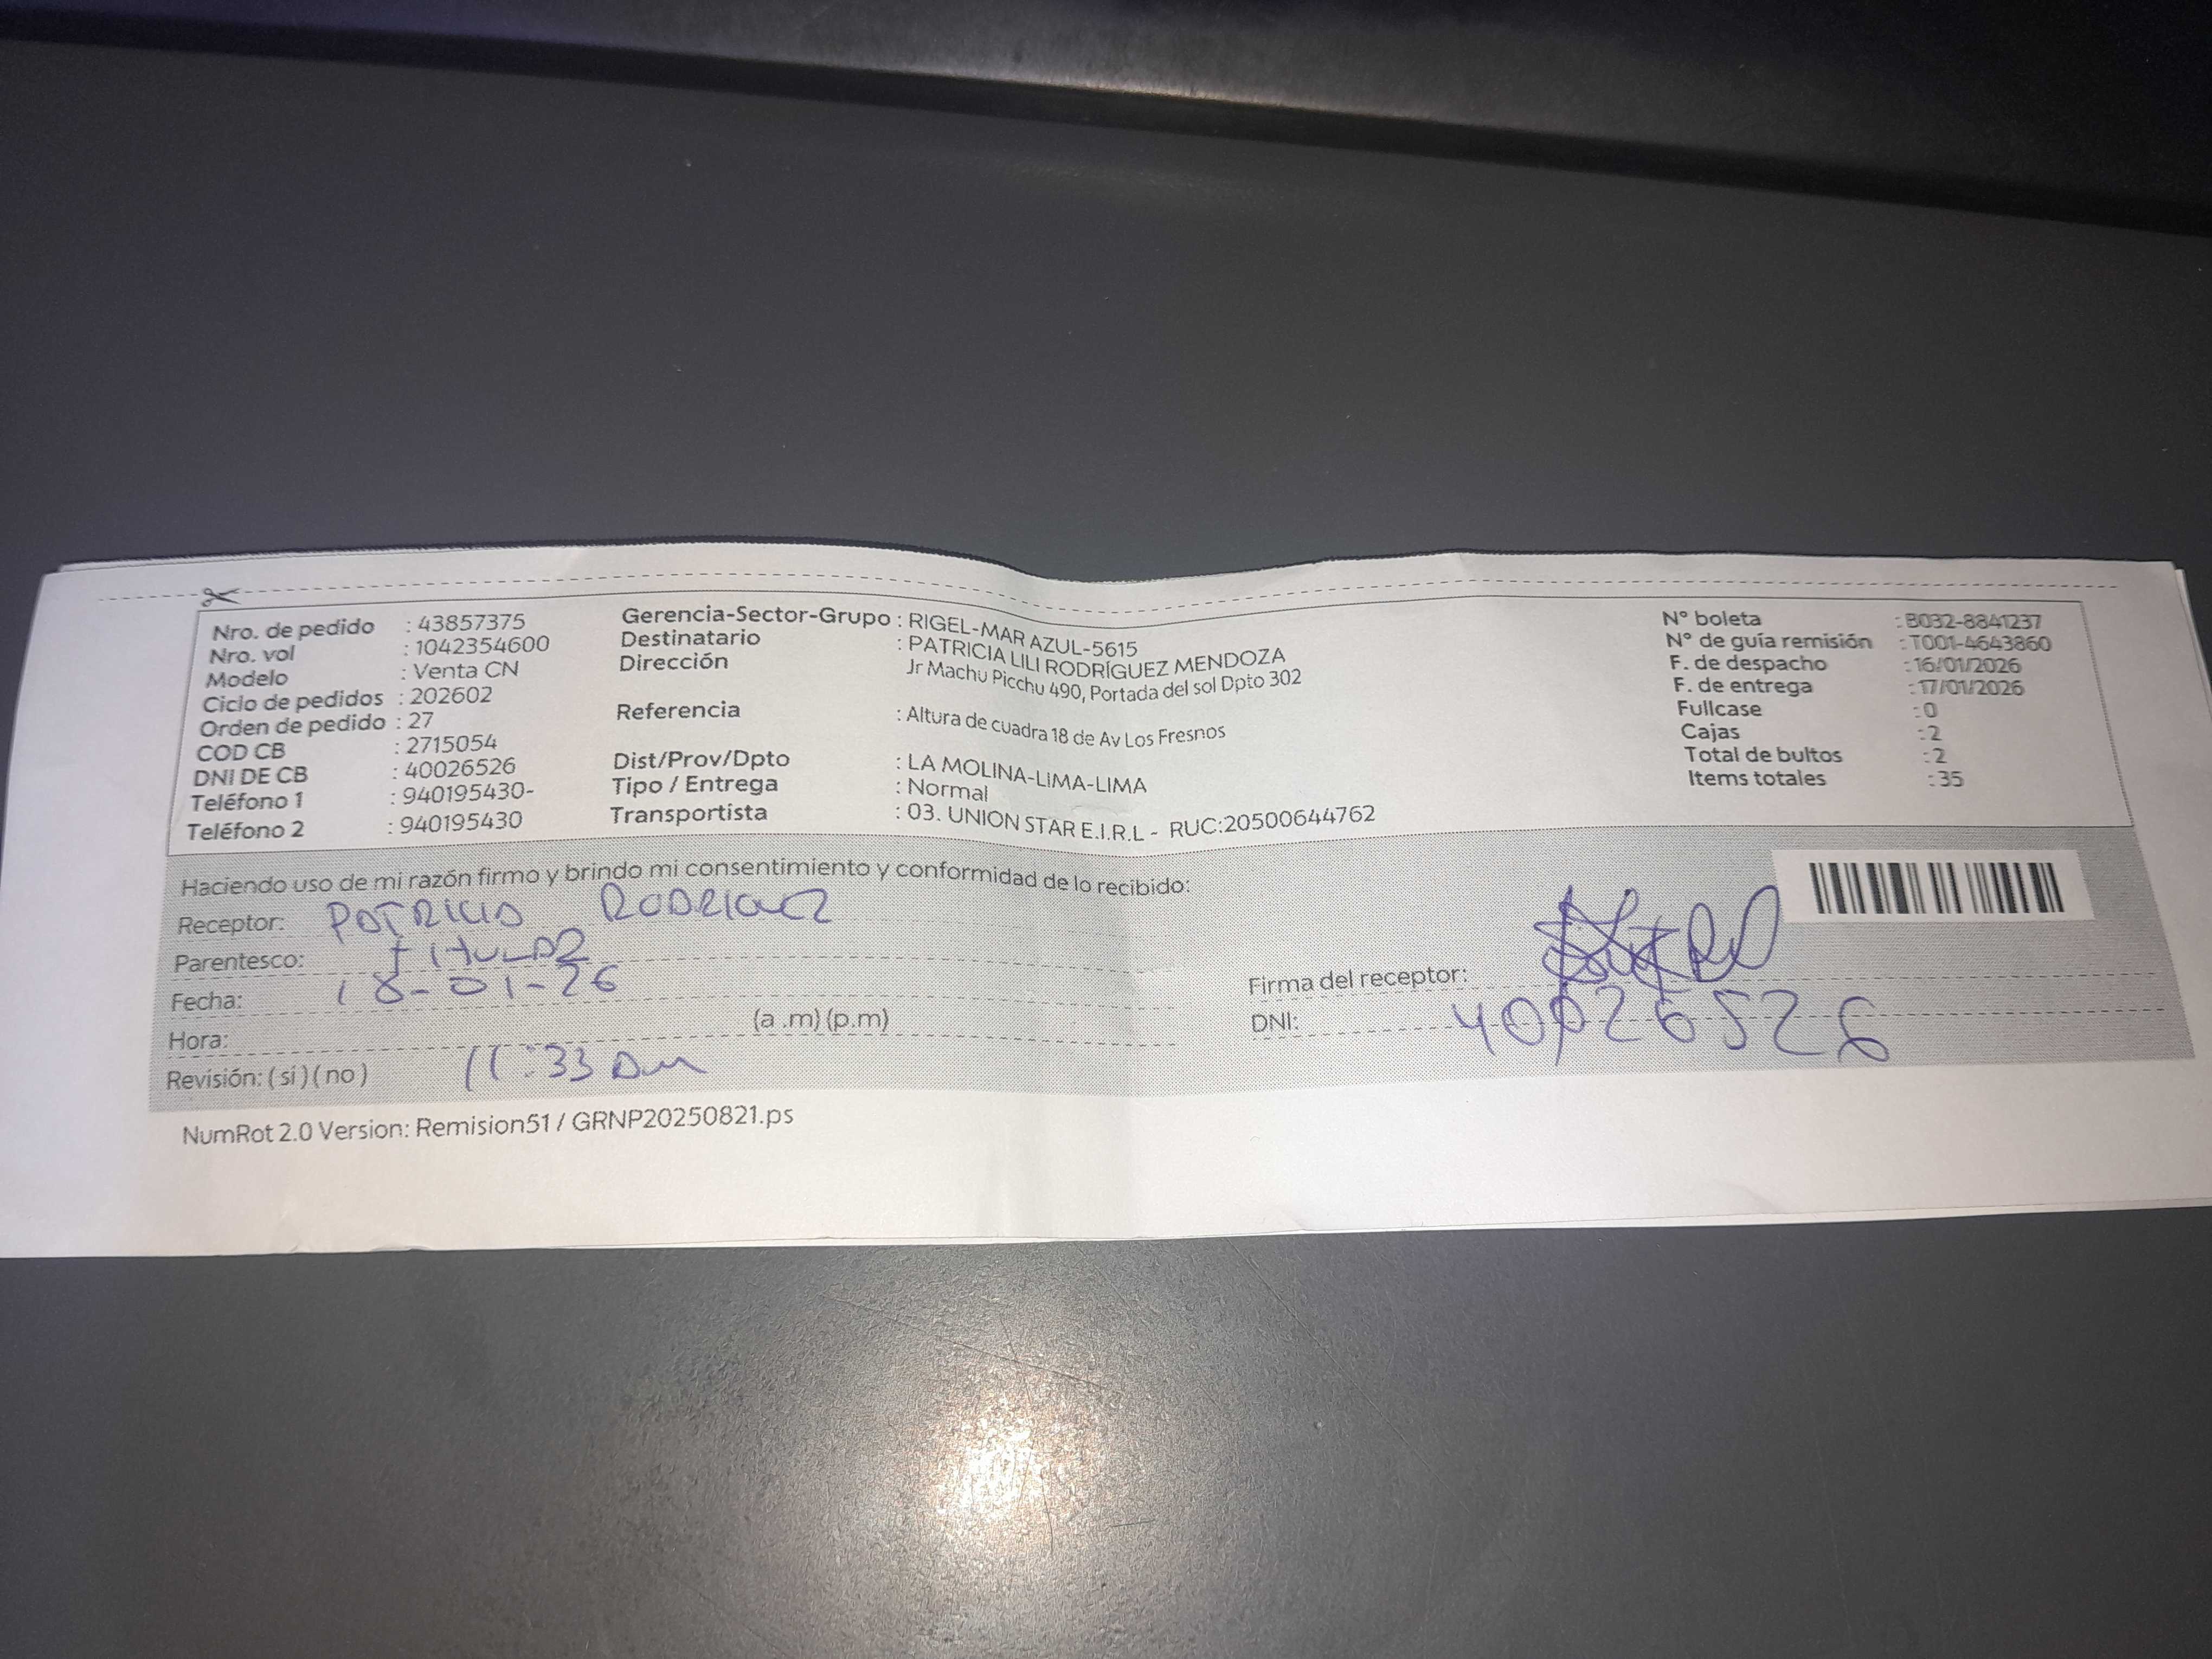 Nro. de pedido : 43857375
Nro. vol : 1042354600
Modelo : Venta CN
Ciclo de pedidos : 202602
Orden de pedido : 27
COD CB : 2715054
DNI DE CB : 40026526
Teléfono 1 : 940195430-
Teléfono 2 : 940195430
Gerencia-Sector-Grupo : RIGEL-MAR AZUL-5615
Destinatario : PATRICIA LILI RODRÍGUEZ MENDOZA
Dirección Jr Machu Picchu 490, Portada del sol Dpto 302
Referencia : Altura de cuadra 18 de Av Los Fresnos
Dist/Prov/Dpto : LA MOLINA-LIMA-LIMA
Tipo / Entrega : Normal
Transportista : 03. UNION STAR E.I.R.L - RUC:20500644762
N° boleta : B032-8841237
N° de guía remisión : T001-4643860
F. de despacho : 16/01/2026
F. de entrega : 17/01/2026
Fullcase : 0
Cajas : 2
Total de bultos : 2
Items totales : 35
Haciendo uso de mi razón firmo y brindo mi consentimiento y conformidad de lo recibido:
Receptor: PATRICIA RODRIGUEZ
Parentesco: TITULAR
Fecha: 18-01-26
Hora: (a .m) (p.m)
Revisión: ( si ) ( no ) 11:33 am
Firma del receptor:
DNI: 40026526
NumRot 2.0 Version: Remision51 / GRNP20250821.ps